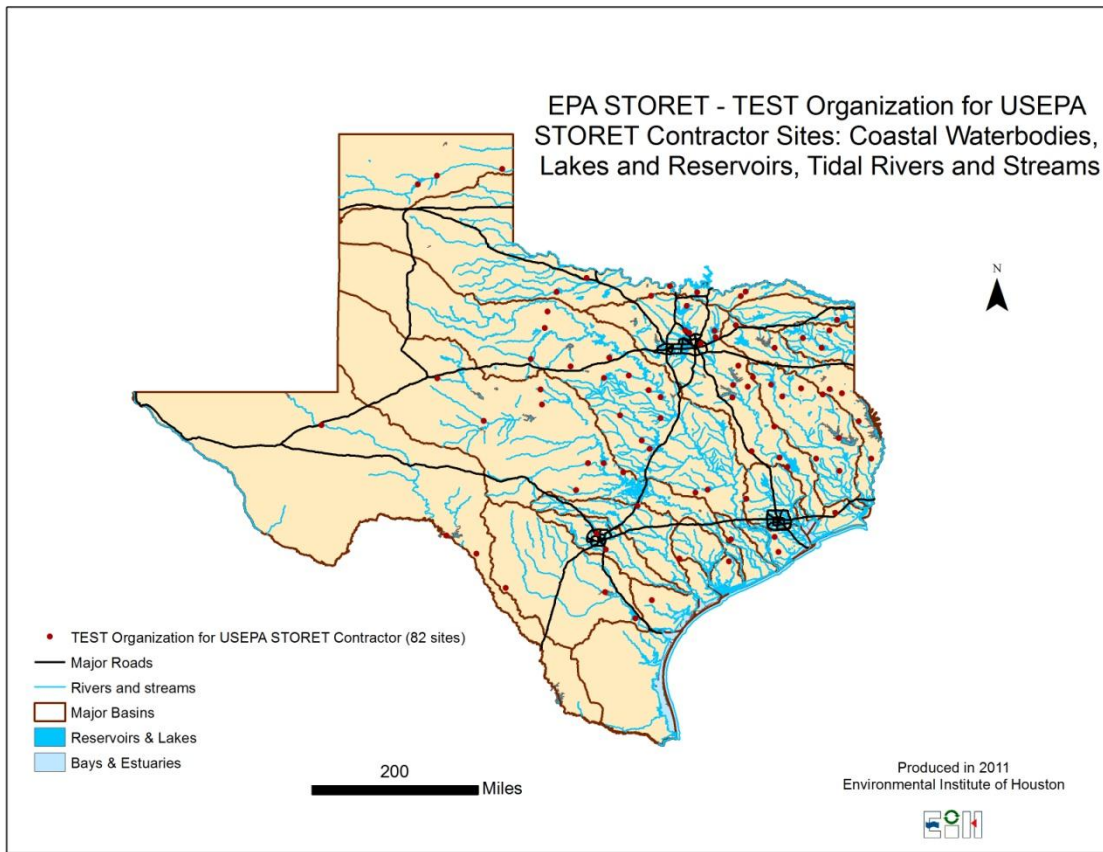 EPA STORET - TEST Organization for USEPA
STORET Contractor Sites: Coastal Waterbodies,
Lakes and Reservoirs, Tidal Rivers and Streams
N
TEST Organization for USEPA STORET Contractor (82 sites)
Major Roads
Rivers and streams
Major Basins
Reservoirs & Lakes
Bays & Estuaries
200
Miles
Produced in 2011
Environmental Institute of Houston
EIH